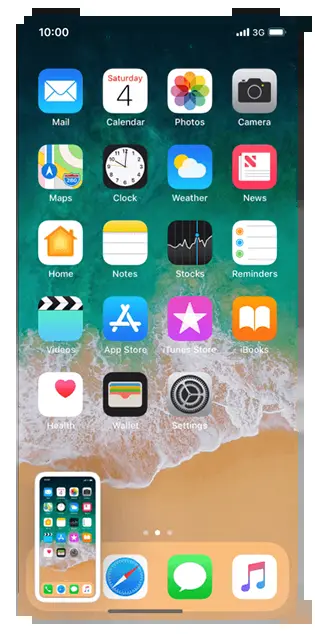 10:00 3G
Saturday
4
Mail Calendar Photos Camera
Maps Clock Weather News
Home Notes Stocks Reminders
Videos App Store iTunes Store iBooks
Health Wallet Settings